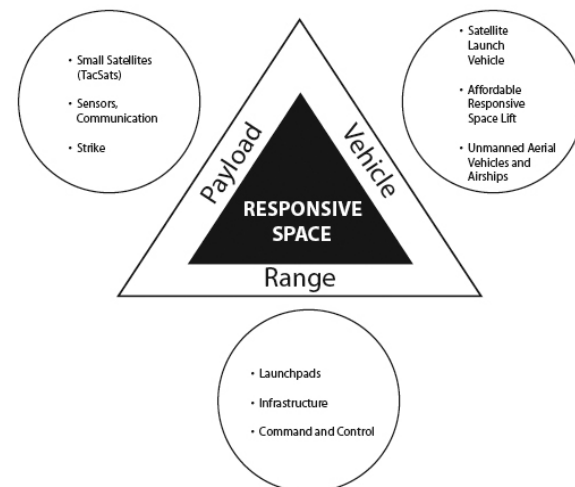 • Small Satellites
(TacSats)
• Sensors,
Communication
• Strike
• Satellite
Launch
Vehicle
• Affordable
Responsive
Space Lift
• Unmanned Aerial
Vehicles and
Airships
Payload
Vehicle
RESPONSIVE
SPACE
Range
• Launchpads
• Infrastructure
• Command and Control